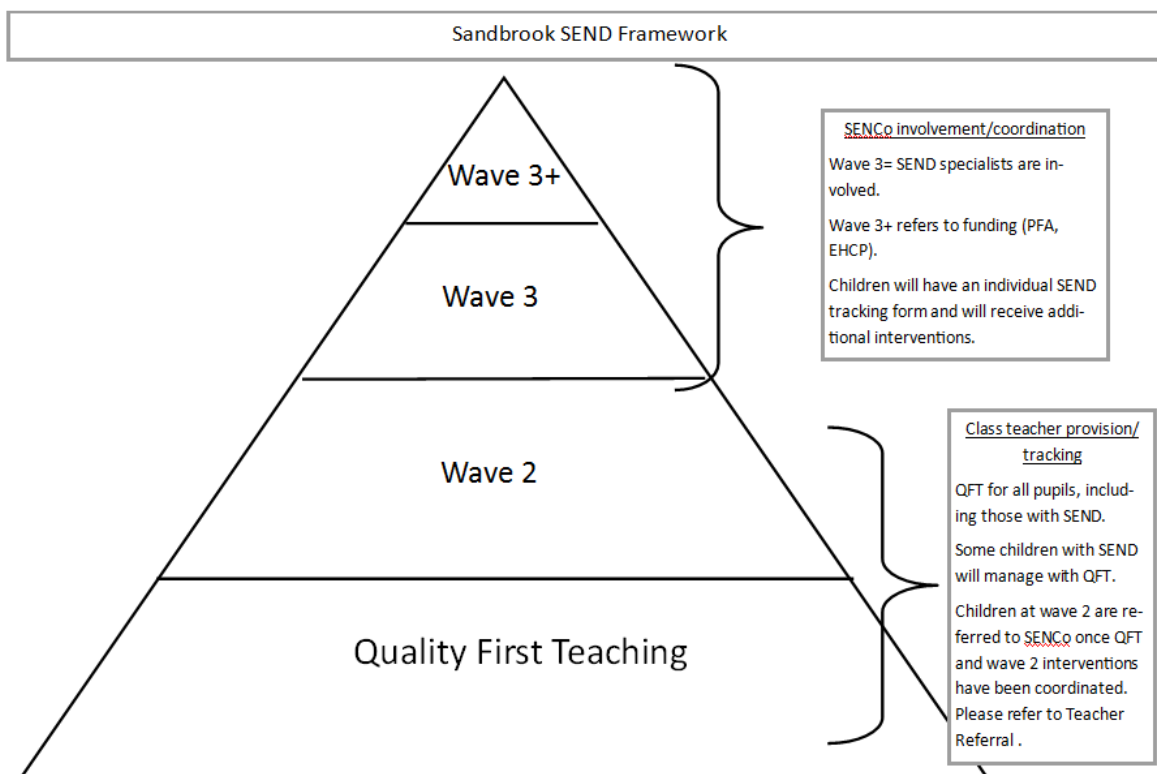 Sandbrook SEND Framework
Wave 3+
Wave 3
Wave 2
Quality First Teaching
SENCo involvement/coordination
Wave 3= SEND specialists are in-
volved.
Wave 3+ refers to funding (PFA,
EHCP).
Children will have an individual SEND
tracking form and will receive addi-
tional interventions.
Class teacher provision/
tracking
QFT for all pupils, includ-
ing those with SEND.
Some children with SEND
will manage with QFT.
Children at wave 2 are re-
ferred to SENCo once QFT
and wave 2 interventions
have been coordinated.
Please refer to Teacher
Referral .